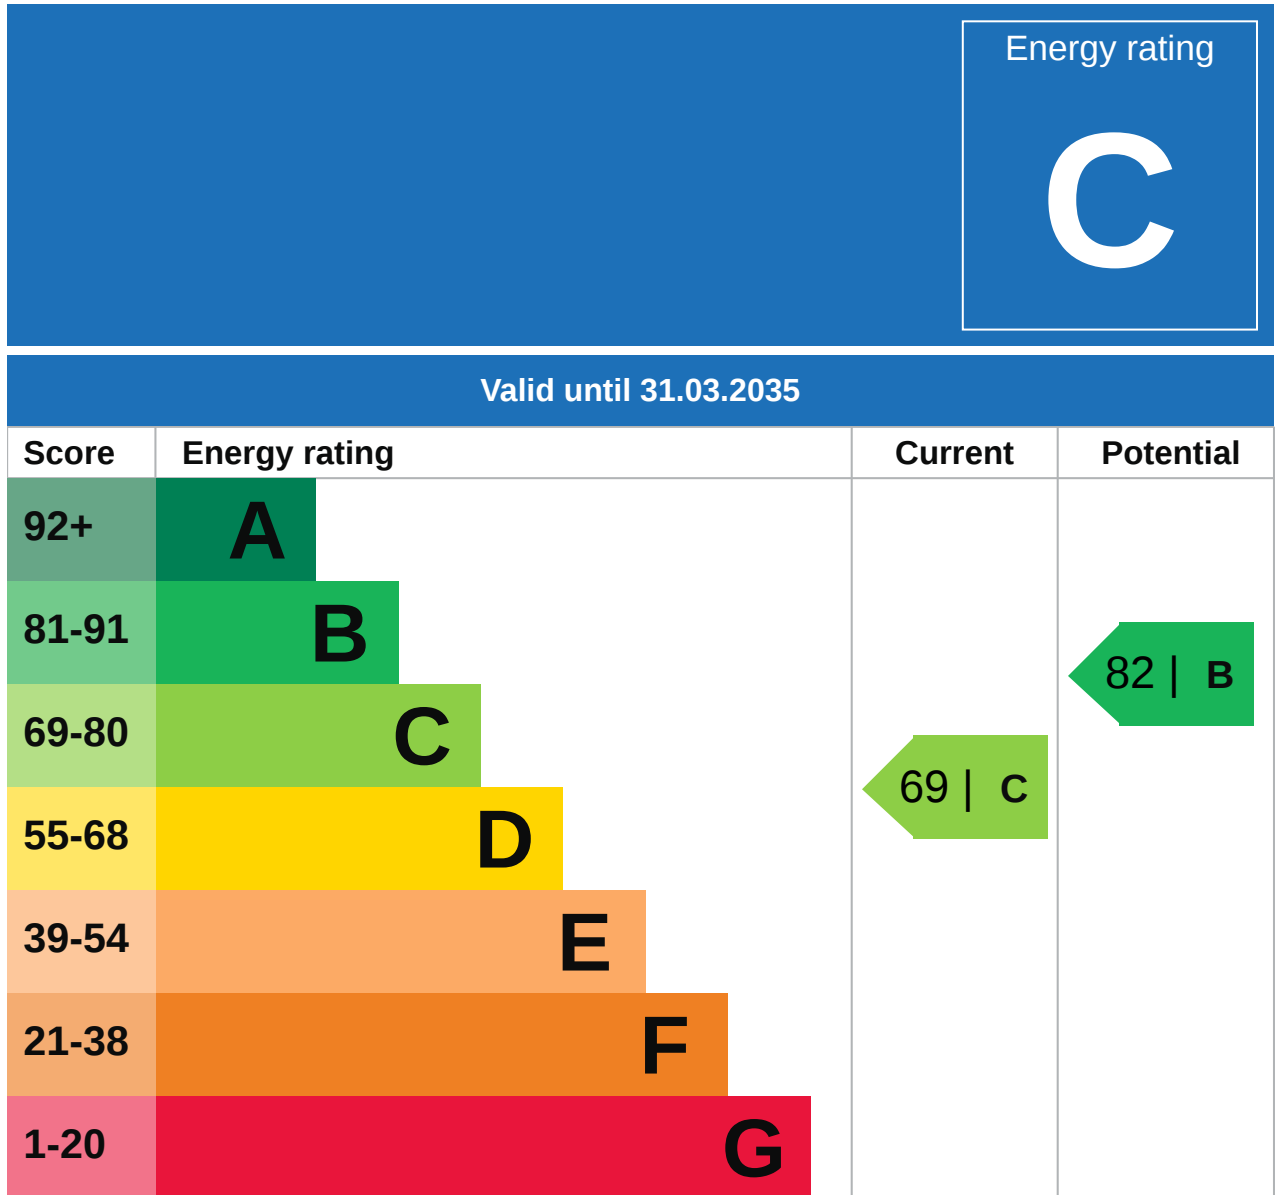 Energy rating
C
Valid until 31.03.2035
Score Energy rating Current Potential
92+ A
81-91 B
82 | B
69-80 C
69 | C
55-68 D
39-54 E
21-38 F
1-20 G